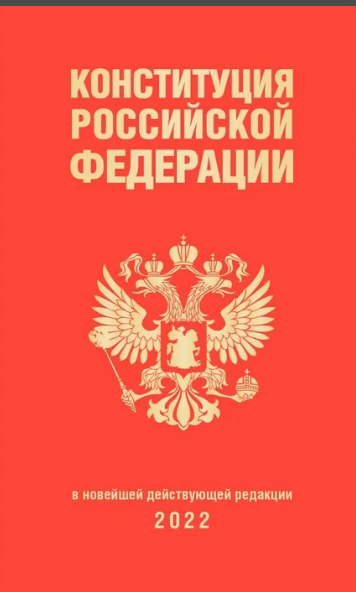 КОНСТИТУЦИЯ
РОССИЙСКОЙ
ФЕДЕРАЦИИ
в новейшей действующей редакции
2022